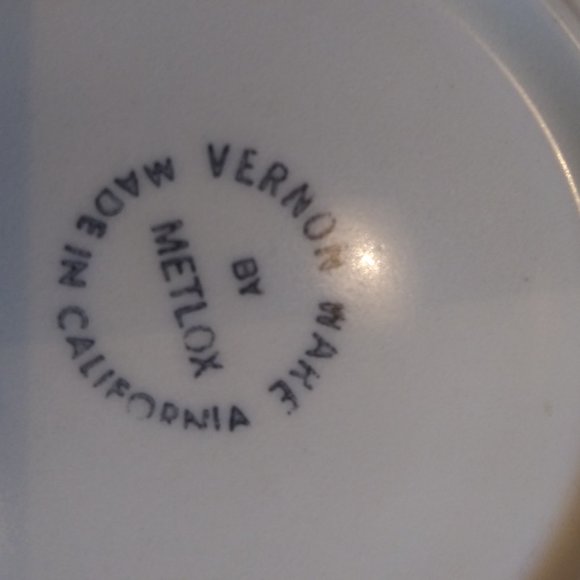 VERNON WARE
BY
METLOX
MADE IN CALIFORNIA